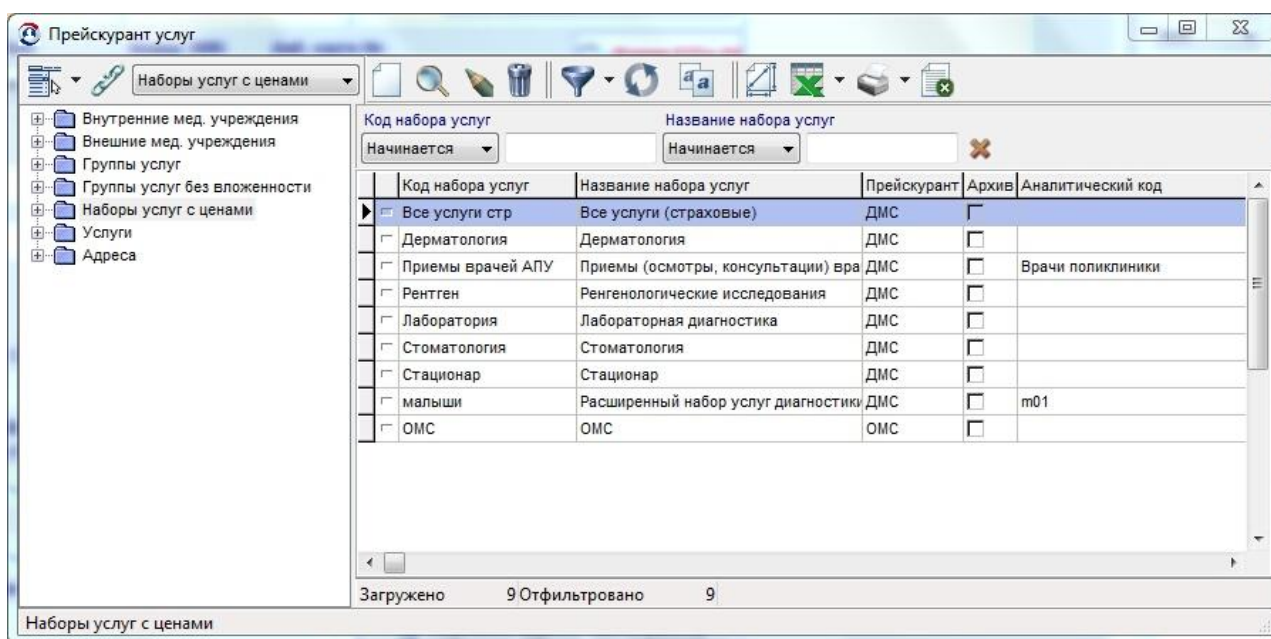 Прейскурант услуг
Наборы услуг с ценами
Внутренние мед. учреждения
Внешние мед. учреждения
Группы услуг
Группы услуг без вложенности
Наборы услуг с ценами
Услуги
Адреса
Код набора услуг Название набора услуг
Начинается Начинается
Код набора услуг Название набора услуг Прейскурант Архив Аналитический код
Все услуги стр Все услуги (страховые) ДМС
Дерматология Дерматология ДМС
Приемы врачей АПУ Приемы (осмотры, консультации) вра ДМС Врачи поликлиники
Рентген Ренгенологические исследования ДМС
Лаборатория Лабораторная диагностика ДМС
Стоматология Стоматология ДМС
Стационар Стационар ДМС
малыши Расширенный набор услуг диагностики ДМС m01
ОМС ОМС ОМС
Загружено 9 Отфильтровано 9
Наборы услуг с ценами